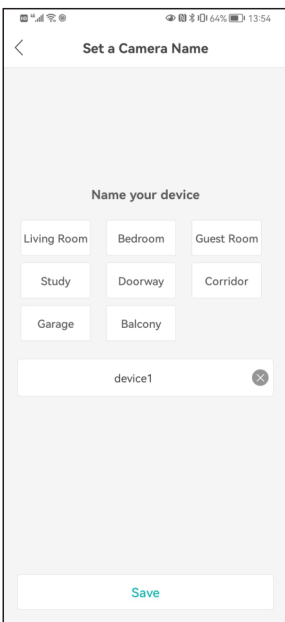 64% 13:54
Set a Camera Name
Name your device
Living Room Bedroom Guest Room
Study Doorway Corridor
Garage Balcony
device1
Save